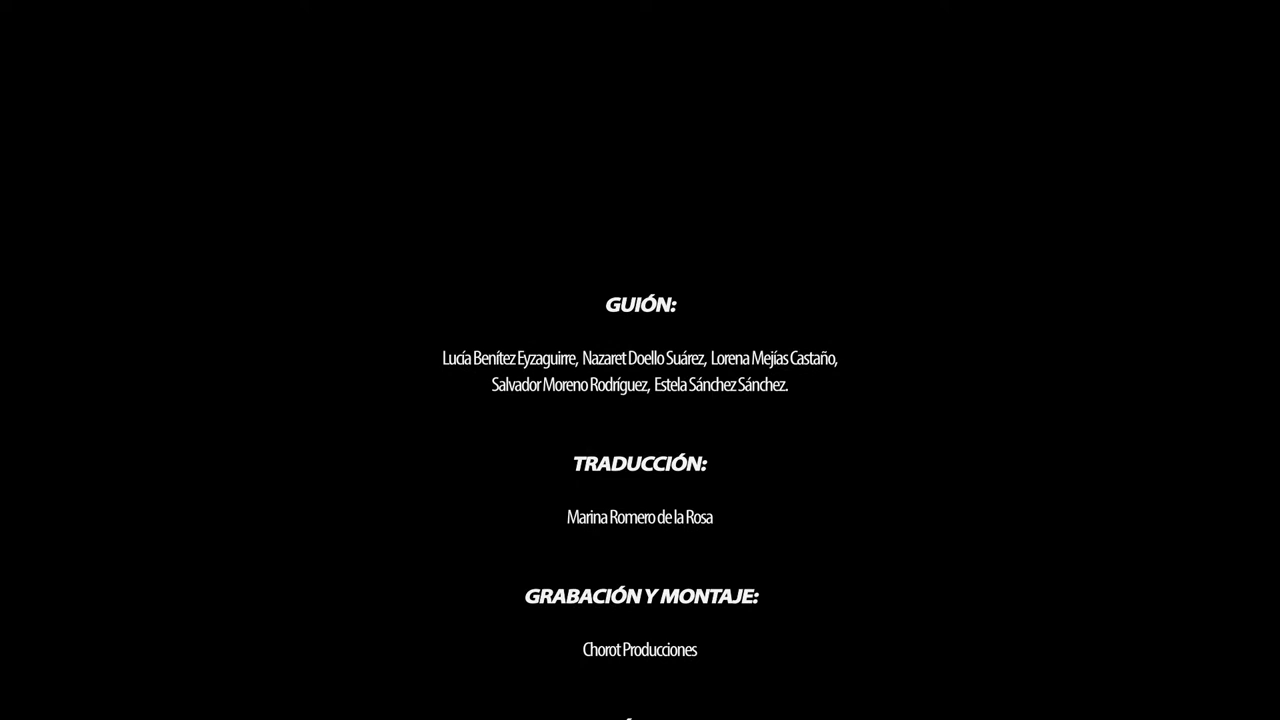 GUIÓN:
Lucía Benítez Eyzaguirre, Nazaret Doello Suárez, Lorena Mejías Castaño,
Salvador Moreno Rodríguez, Estela Sánchez Sánchez.
TRADUCCIÓN:
Marina Romero de la Rosa
GRABACIÓN Y MONTAJE:
Chorot Producciones